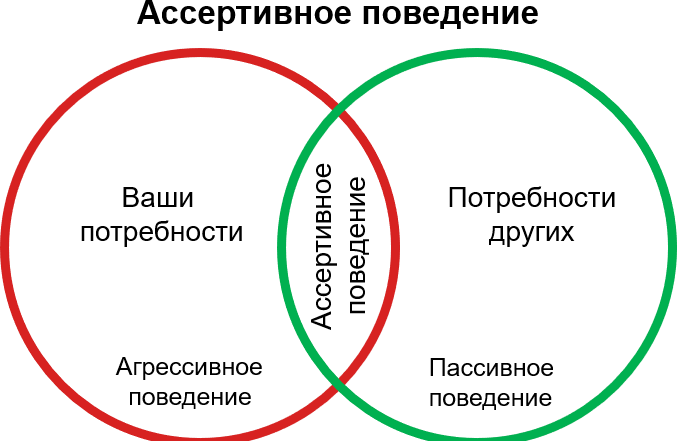 Ассертивное поведение
Ваши
потребности
Ассертивное
поведение
Потребности
других
Агрессивное
поведение
Пассивное
поведение